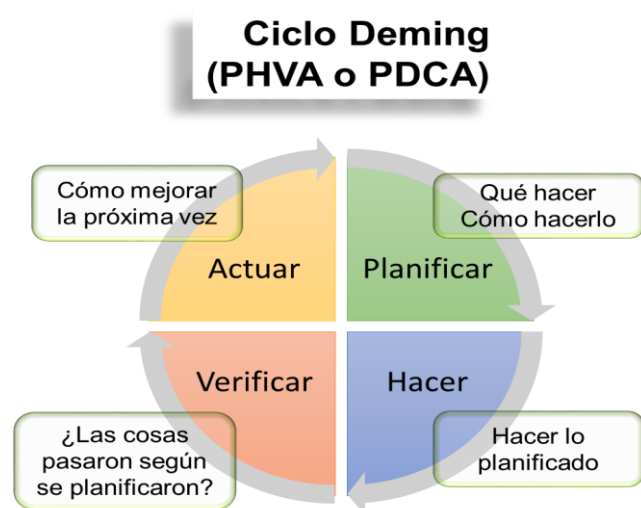 Ciclo Deming
(PHVA o PDCA)
Cómo mejorar
la próxima vez
Qué hacer
Cómo hacerlo
Actuar
Planificar
Verificar
Hacer
¿Las cosas
pasaron según
se planificaron?
Hacer lo
planificado